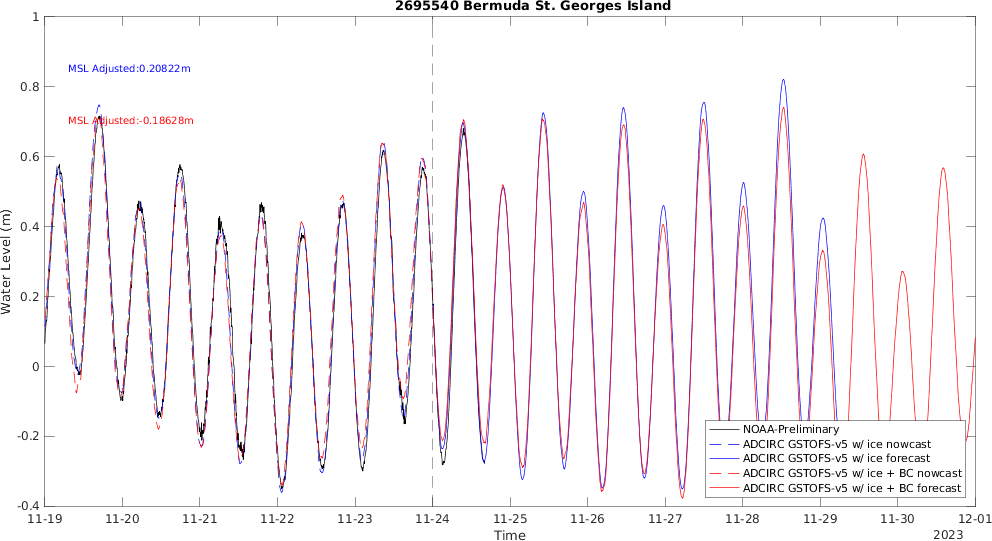 2695540 Bermuda St. Georges Island
MSL Adjusted:0.20822m
MSL Adjusted:-0.18628m
Water Level (m)
1
0.8
0.6
0.4
0.2
0
-0.2
-0.4
NOAA-Preliminary
ADCIRC GSTOFS-v5 w/ ice nowcast
ADCIRC GSTOFS-v5 w/ ice forecast
ADCIRC GSTOFS-v5 w/ ice + BC nowcast
ADCIRC GSTOFS-v5 w/ ice + BC forecast
11-19 11-20 11-21 11-22 11-23 11-24 11-25 11-26 11-27 11-28 11-29 11-30 12-01
Time
2023